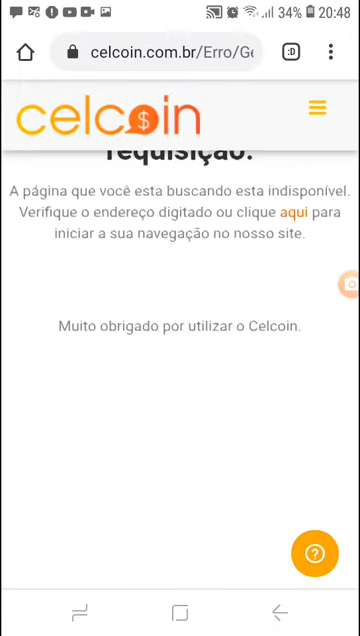 34% 20:48
:D
celcoin.com.br/Erro/Ge
celcoin
requisição.
A página que você esta buscando esta indisponível.
Verifique o endereço digitado ou clique aqui para
iniciar a sua navegação no nosso site.
Muito obrigado por utilizar o Celcoin.